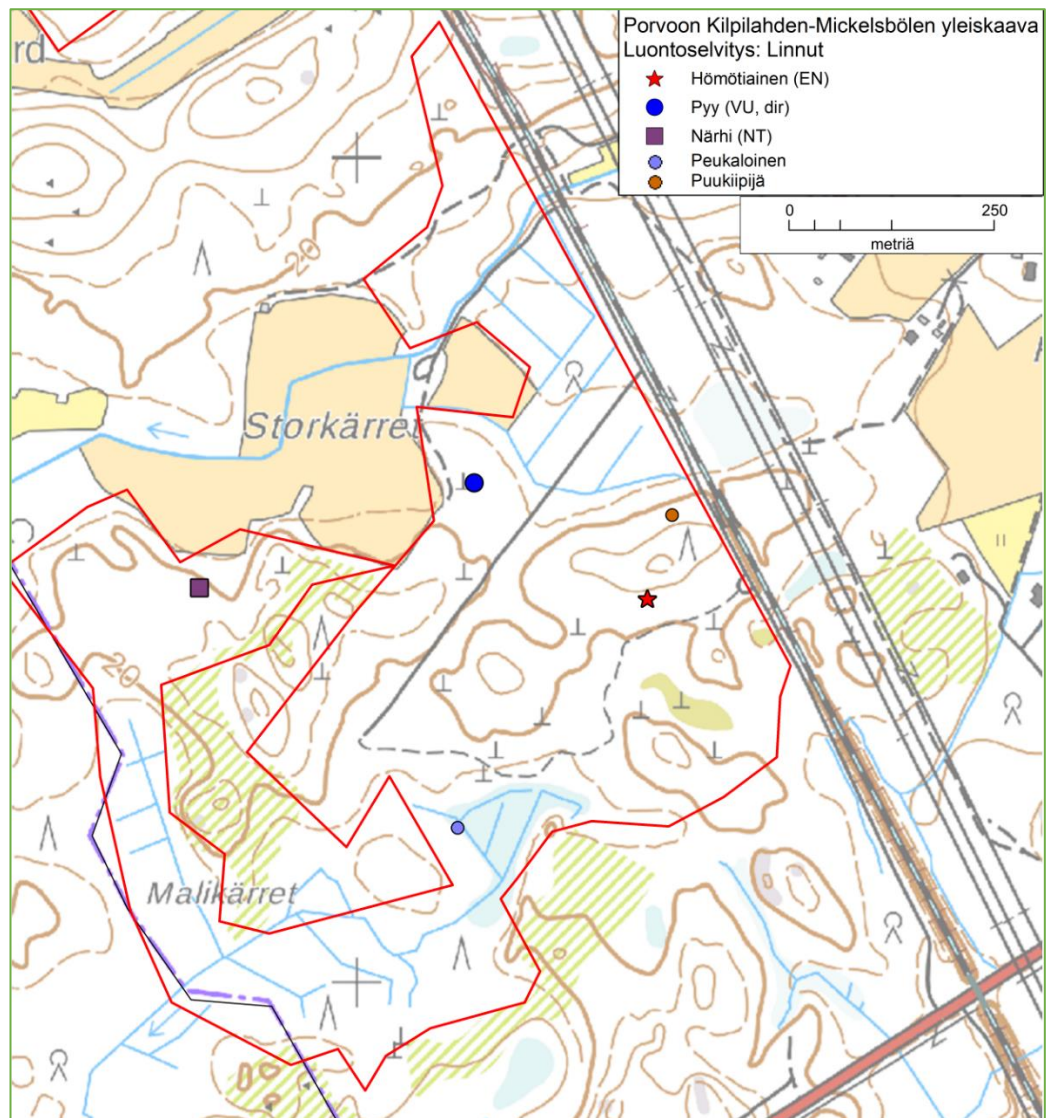 Porvoon Kilpilahden-Mickelsbölen yleiskaava
Luontoselvitys: Linnut
Hömötiainen (EN)
Pyy (VU, dir)
Närhi (NT)
Peukaloinen
Puukiipijä
0 250
metriä
rd
20
Storkärret
20
Malikärret